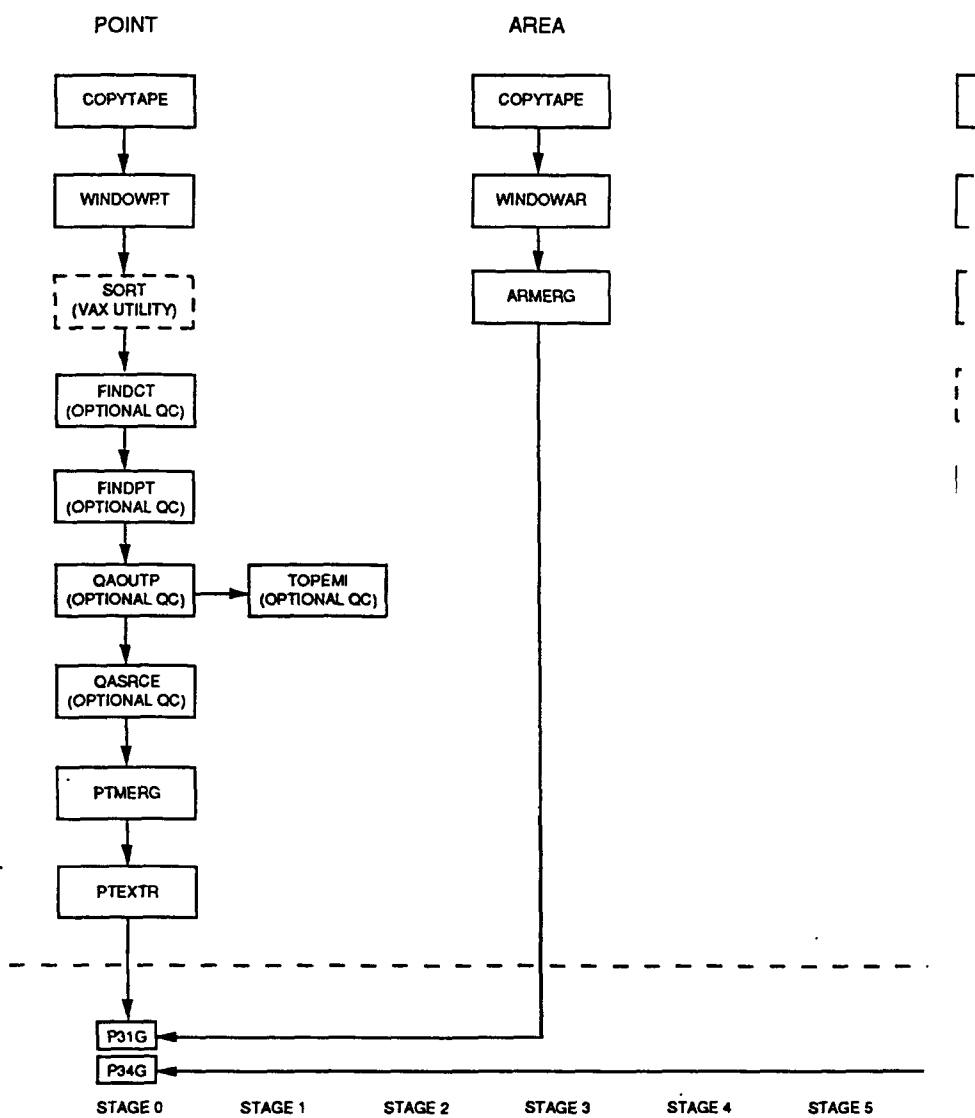 POINT
AREA
COPYTAPE
COPYTAPE
WINDOWPT
WINDOWAR
SORT
(VAX UTILITY)
ARMERG
FINDCT
(OPTIONAL QC)
FINDPT
(OPTIONAL QC)
QAOUTP
(OPTIONAL QC)
TOPEMI
(OPTIONAL QC)
QASRCE
(OPTIONAL QC)
PTMERG
PTEXTR
P31G
P34G
STAGE 0 STAGE 1 STAGE 2 STAGE 3 STAGE 4 STAGE 5